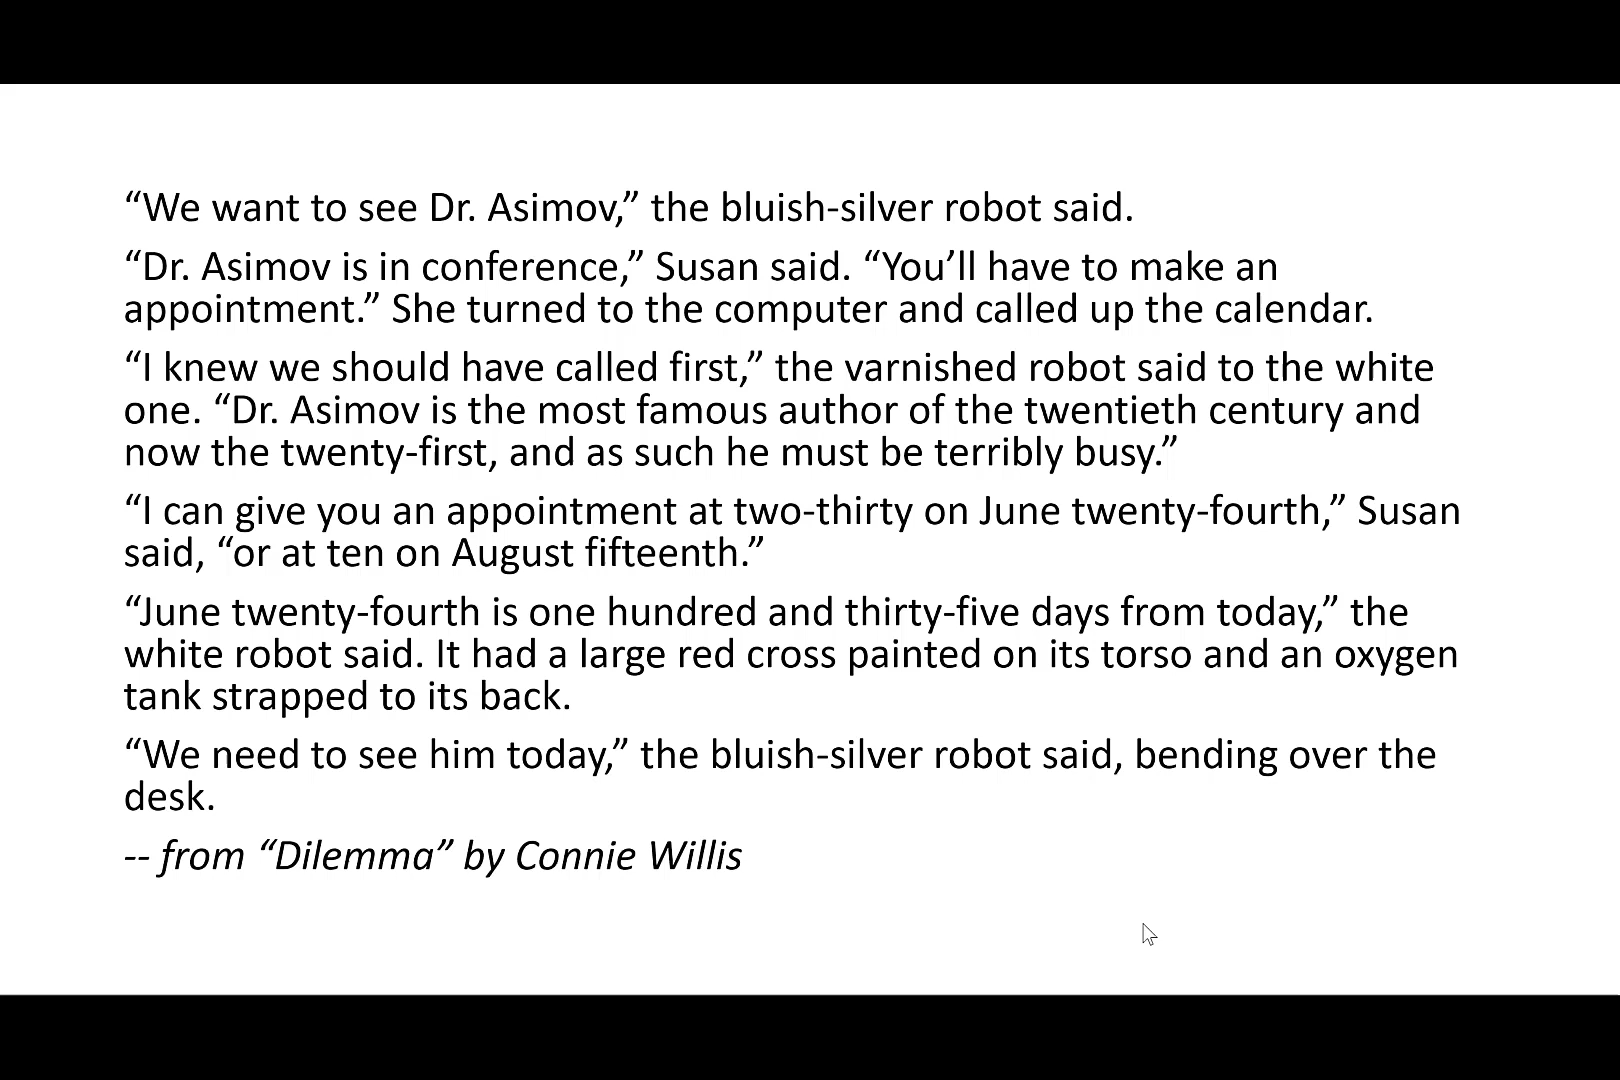 “We want to see Dr. Asimov,” the bluish-silver robot said.
“Dr. Asimov is in conference,” Susan said. “You’ll have to make an
appointment.” She turned to the computer and called up the calendar.
“I knew we should have called first,” the varnished robot said to the white
one. “Dr. Asimov is the most famous author of the twentieth century and
now the twenty-first, and as such he must be terribly busy.”
“I can give you an appointment at two-thirty on June twenty-fourth,” Susan
said, “or at ten on August fifteenth.”
“June twenty-fourth is one hundred and thirty-five days from today,” the
white robot said. It had a large red cross painted on its torso and an oxygen
tank strapped to its back.
“We need to see him today,” the bluish-silver robot said, bending over the
desk.
-- from “Dilemma” by Connie Willis